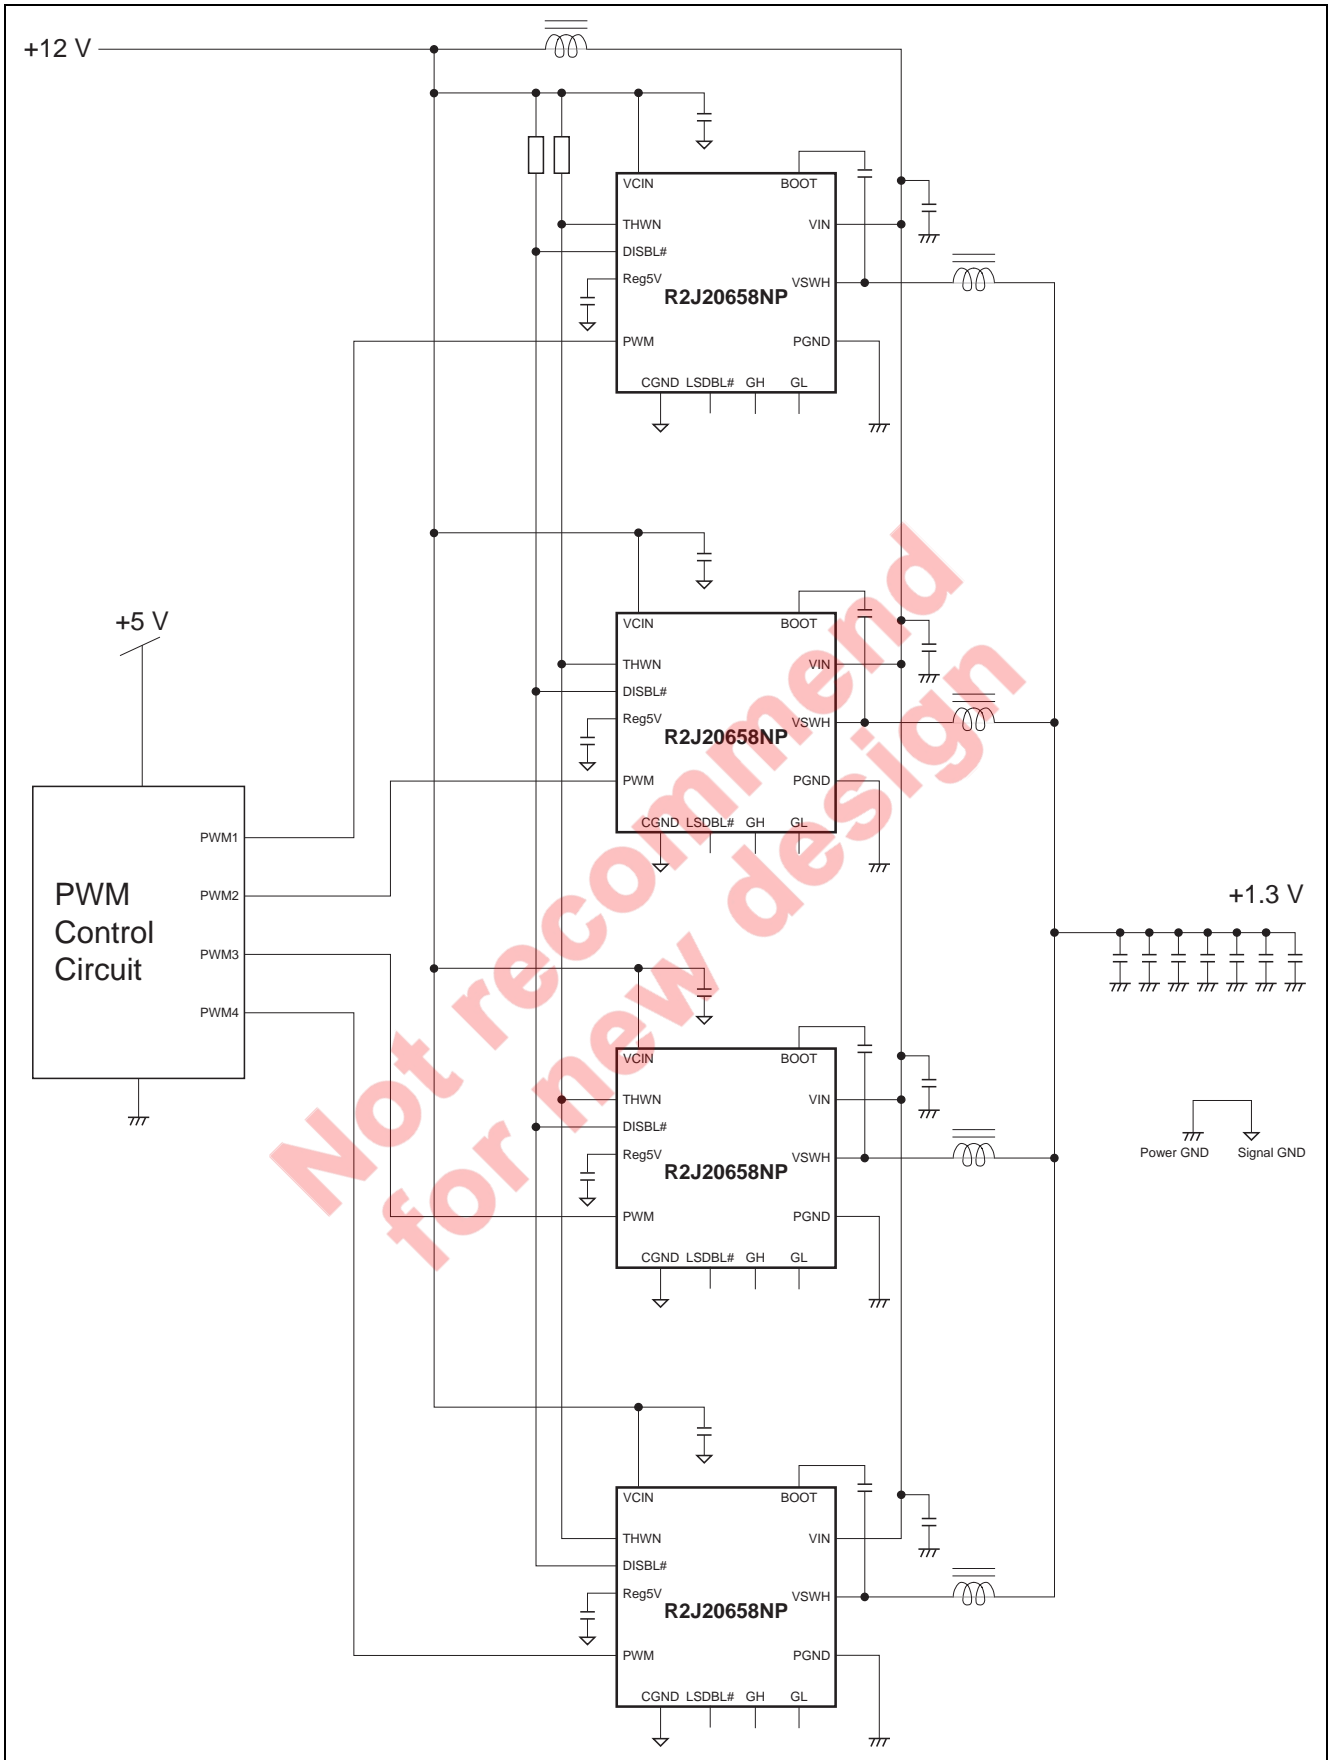 +12 V
VCIN
BOOT
THWN
VIN
DISBL#
Reg5V
VSWH
R2J20658NP
PWM
PGND
CGND LSDBL# GH GL
+5 V
VCIN
BOOT
THWN
VIN
DISBL#
Reg5V
VSWH
R2J20658NP
PWM
PGND
CGND LSDBL# GH GL
PWM1
PWM2
PWM3
PWM4
PWM
Control
Circuit
+1.3 V
VCIN
BOOT
THWN
VIN
DISBL#
Reg5V
VSWH
R2J20658NP
PWM
PGND
CGND LSDBL# GH GL
Power GND
Signal GND
VCIN
BOOT
THWN
VIN
DISBL#
Reg5V
VSWH
R2J20658NP
PWM
PGND
CGND LSDBL# GH GL
Not recommend
for new design